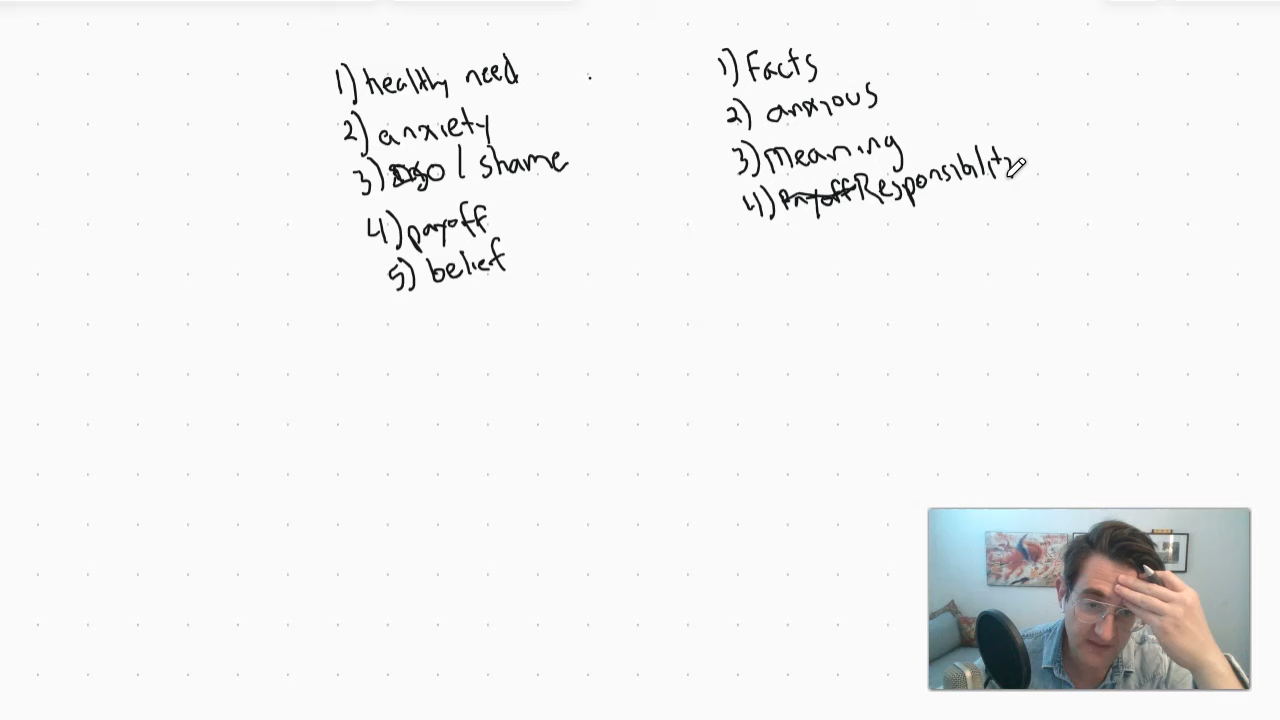 1) healthy need
2) anxiety
3) / shame
4) payoff
5) belief
1) Facts
2) anxious
3) meaning
4) Payoff Responsibility